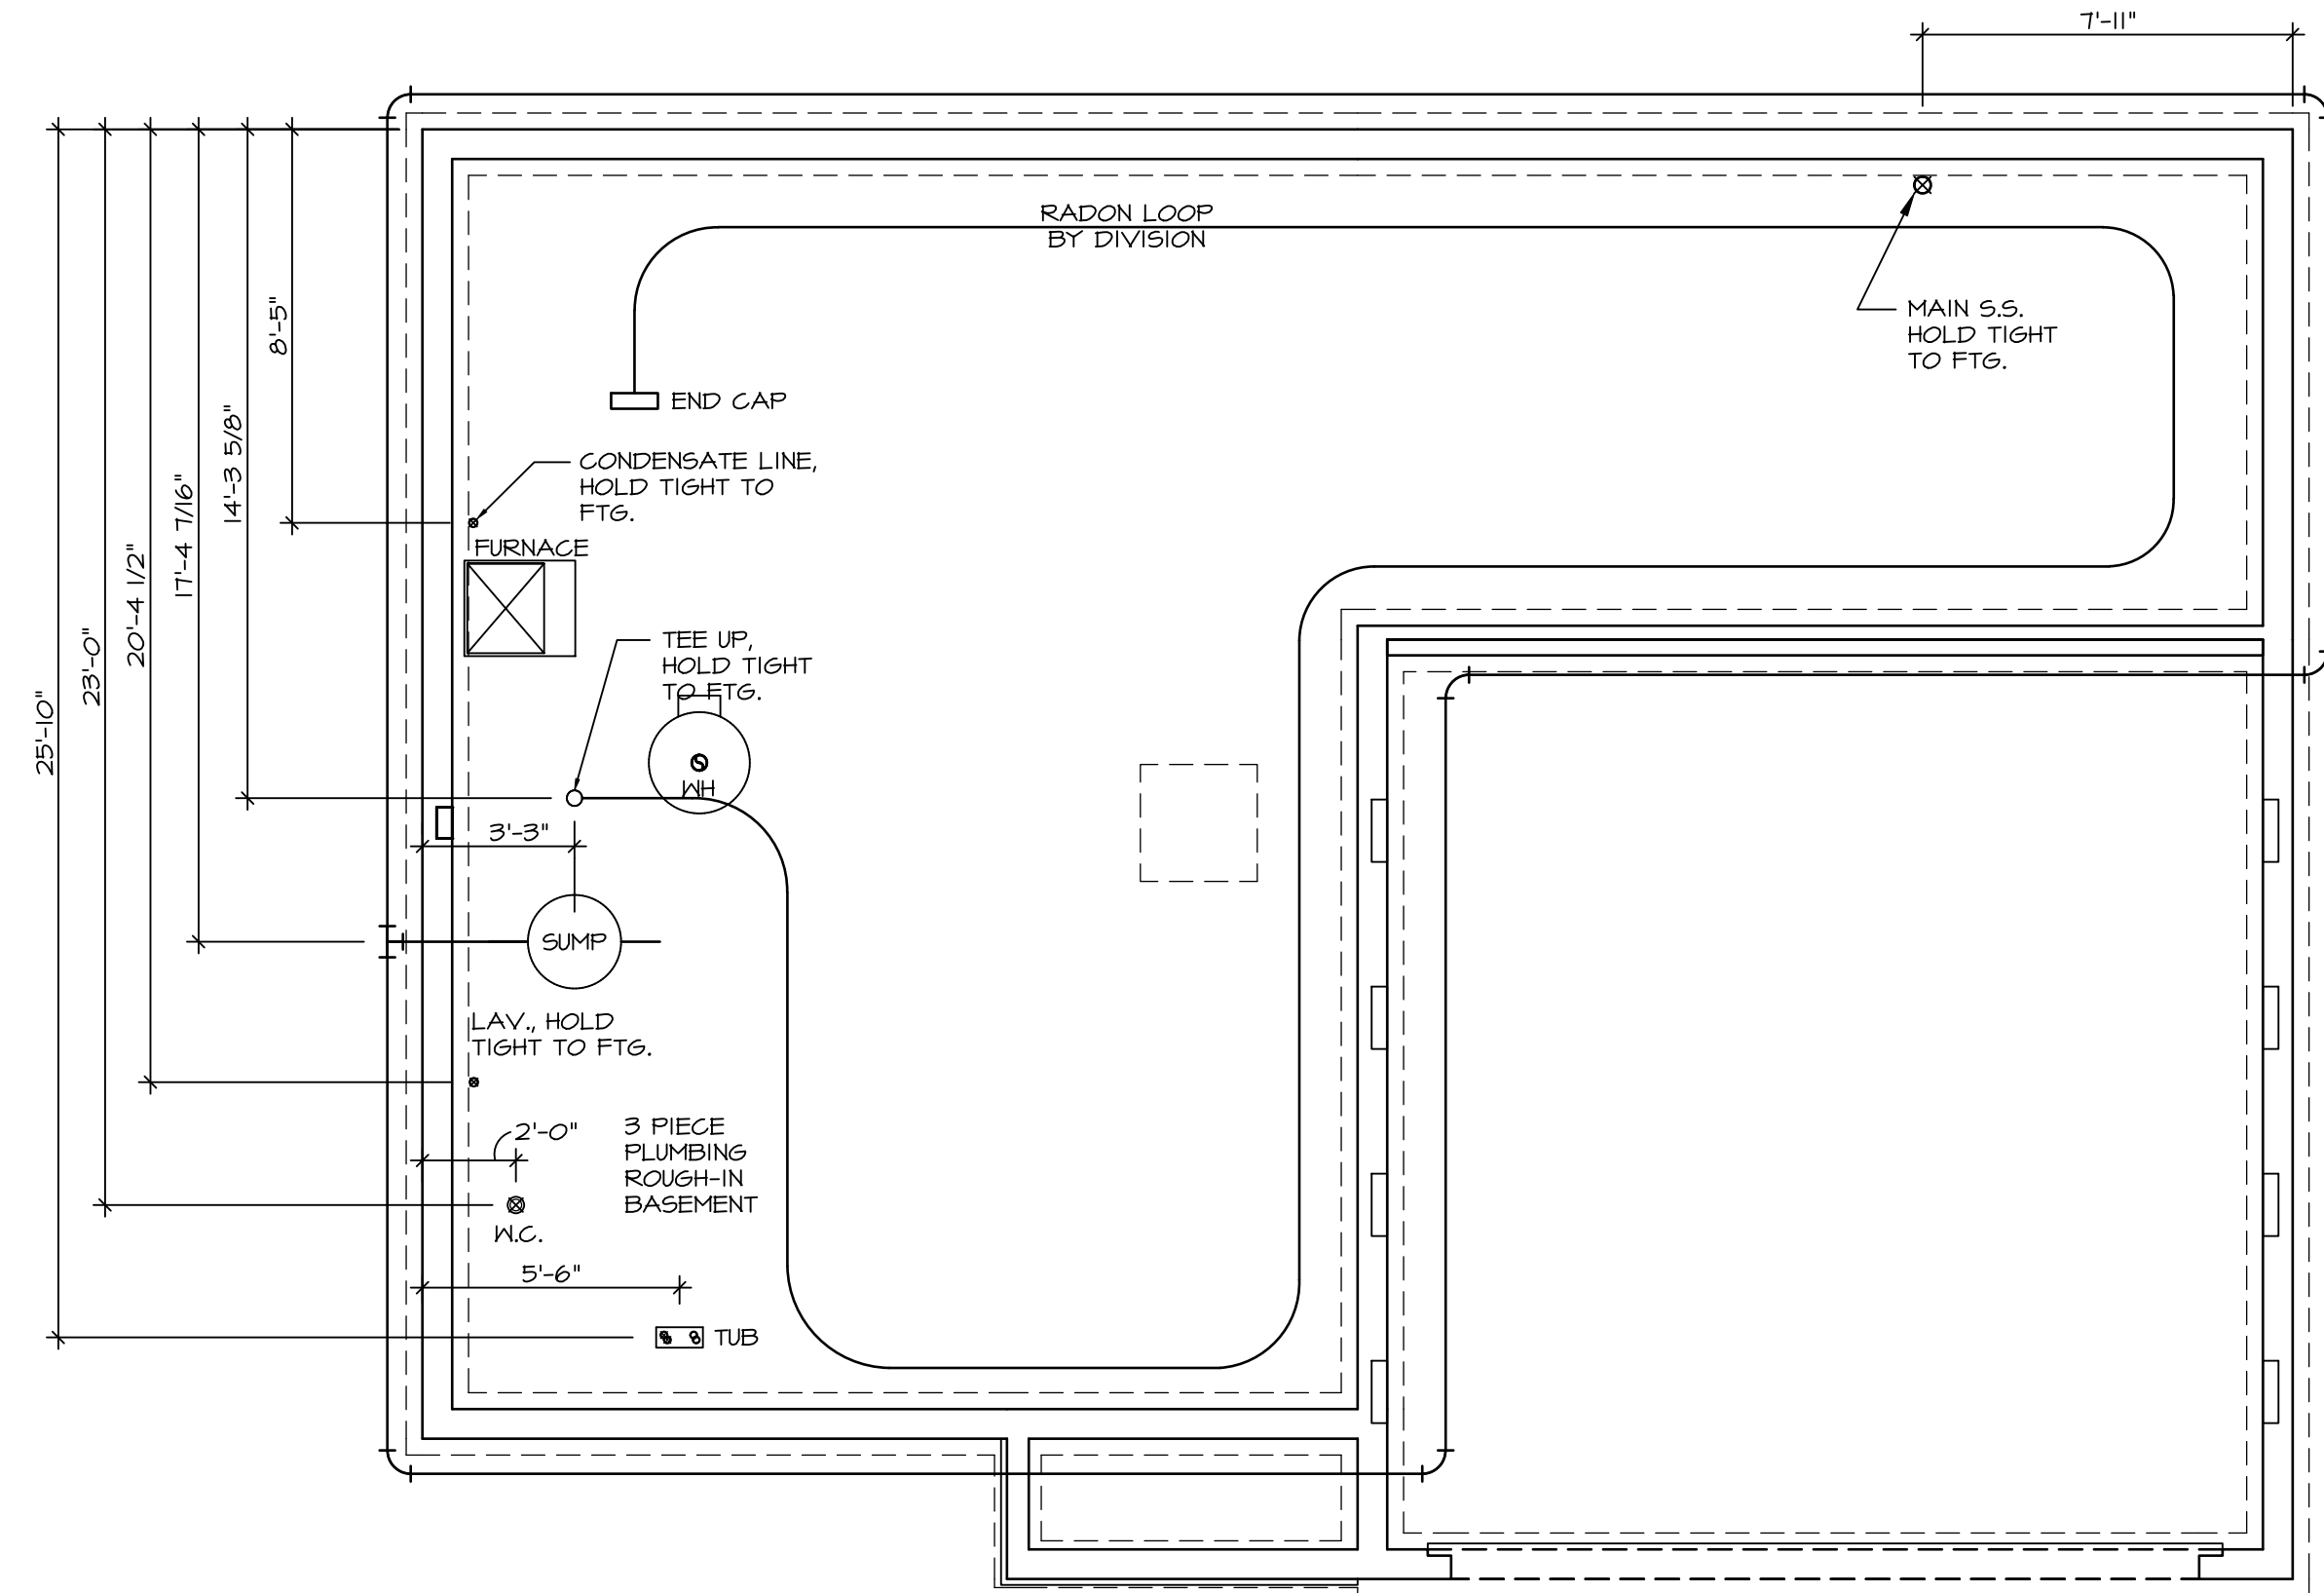 7'-11"
RADON LOOP
BY DIVISION
MAIN S.S.
HOLD TIGHT
TO FTG.
8'-5"
END CAP
14'-3 5/8"
CONDENSATE LINE,
HOLD TIGHT TO
FTG.
17'-4 7/16"
FURNACE
20'-4 1/2"
23'-0"
25'-10"
TEE UP,
HOLD TIGHT
TO FTG.
S
WH
3'-3"
SUMP
LAV., HOLD
TIGHT TO FTG.
2'-0"
3 PIECE
PLUMBING
ROUGH-IN
BASEMENT
W.C.
5'-6"
TUB